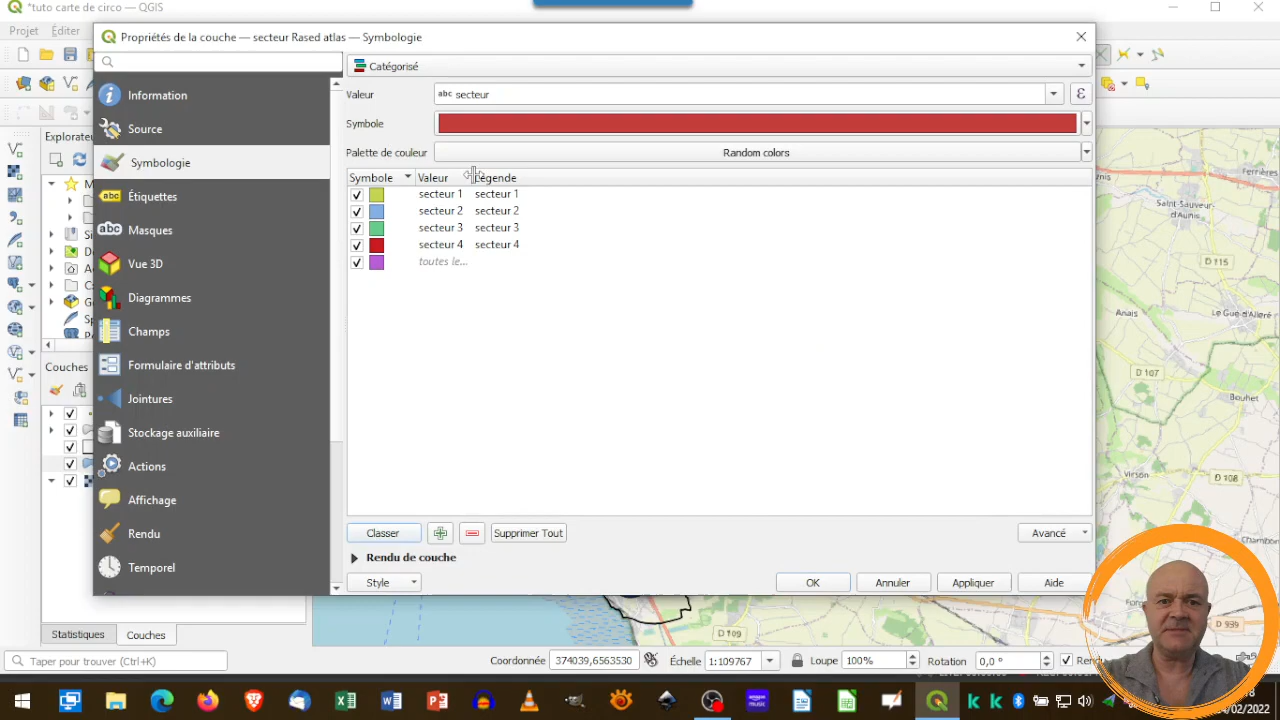 *tuto carte de circo — QGIS
Projet Éditer
Propriétés de la couche — secteur Rased atlas — Symbologie
Information
Source
Symbologie
Étiquettes
Masques
Vue 3D
Diagrammes
Champs
Formulaire d'attributs
Jointures
Stockage auxiliaire
Actions
Affichage
Rendu
Temporel
Catégorisé
Valeur abc secteur ε
Symbole
Palette de couleur Random colors
Symbole Valeur Légende
secteur 1 secteur 1
secteur 2 secteur 2
secteur 3 secteur 3
secteur 4 secteur 4
toutes le...
Classer Supprimer Tout Avancé
Rendu de couche
Style OK Annuler Appliquer Aide
Explorateur
Couches
Statistiques Couches
Ferrières
Saint-Sauveur-d'Aunis
D 115
Anais
Le Gué-d'Alleré
D 107
Bouhet
Virson
D 108
D 109
D 939
Taper pour trouver (Ctrl+K) Coordonnée 374039,6563530 Échelle 1:109767 Loupe 100% Rotation 0,0 °